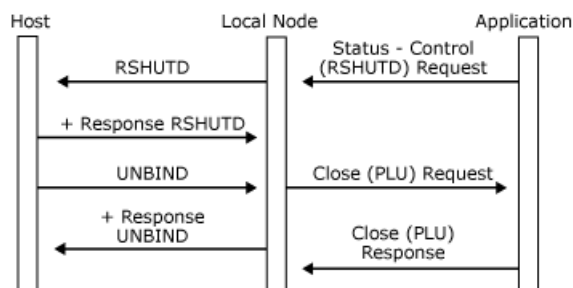 Host
Local Node
Application
Status - Control
(RSHUTD) Request
RSHUTD
+ Response RSHUTD
UNBIND
Close (PLU) Request
+ Response
UNBIND
Close (PLU)
Response